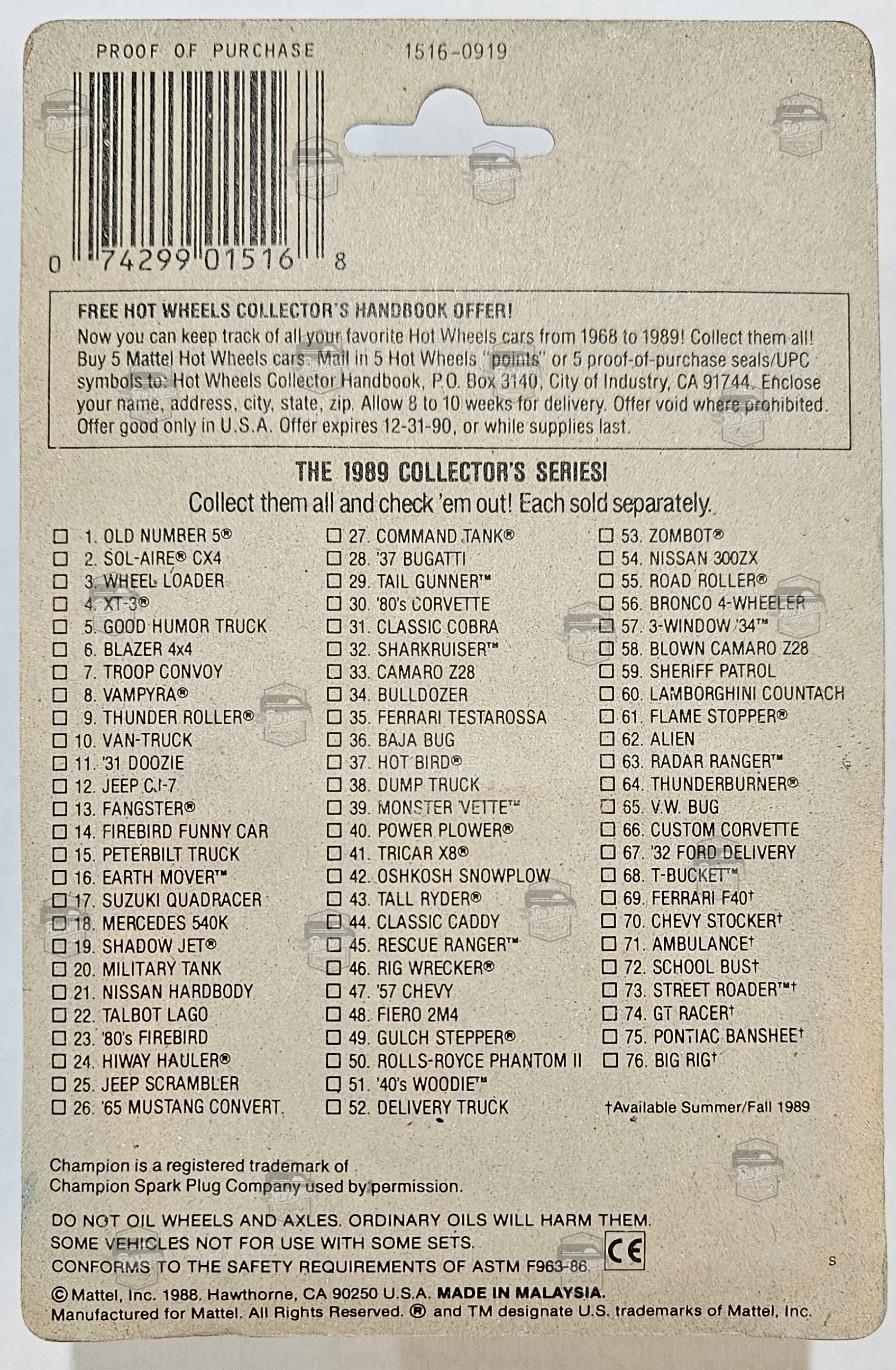 PROOF OF PURCHASE 1516-0919
0 74299 01516 8
FREE HOT WHEELS COLLECTOR'S HANDBOOK OFFER!
Now you can keep track of all your favorite Hot Wheels cars from 1968 to 1989! Collect them all!
Buy 5 Mattel Hot Wheels cars. Mail in 5 Hot Wheels "points" or 5 proof-of-purchase seals/UPC
symbols to: Hot Wheels Collector Handbook, P.O. Box 3140, City of Industry, CA 91744. Enclose
your name, address, city, state, zip. Allow 8 to 10 weeks for delivery. Offer void where prohibited.
Offer good only in U.S.A. Offer expires 12-31-90, or while supplies last.
THE 1989 COLLECTOR'S SERIES!
Collect them all and check 'em out! Each sold separately.
1. OLD NUMBER 5®
2. SOL-AIRE® CX4
3. WHEEL LOADER
4. XT-3®
5. GOOD HUMOR TRUCK
6. BLAZER 4x4
7. TROOP CONVOY
8. VAMPYRA®
9. THUNDER ROLLER®
10. VAN-TRUCK
11. '31 DOOZIE
12. JEEP CJ-7
13. FANGSTER®
14. FIREBIRD FUNNY CAR
15. PETERBILT TRUCK
16. EARTH MOVER™
17. SUZUKI QUADRACER
18. MERCEDES 540K
19. SHADOW JET®
20. MILITARY TANK
21. NISSAN HARDBODY
22. TALBOT LAGO
23. '80's FIREBIRD
24. HIWAY HAULER®
25. JEEP SCRAMBLER
26. '65 MUSTANG CONVERT.
27. COMMAND TANK®
28. '37 BUGATTI
29. TAIL GUNNER™
30. '80's CORVETTE
31. CLASSIC COBRA
32. SHARKRUISER™
33. CAMARO Z28
34. BULLDOZER
35. FERRARI TESTAROSSA
36. BAJA BUG
37. HOT BIRD®
38. DUMP TRUCK
39. MONSTER 'VETTE™
40. POWER PLOWER®
41. TRICAR X8®
42. OSHKOSH SNOWPLOW
43. TALL RYDER®
44. CLASSIC CADDY
45. RESCUE RANGER™
46. RIG WRECKER®
47. '57 CHEVY
48. FIERO 2M4
49. GULCH STEPPER®
50. ROLLS-ROYCE PHANTOM II
51. '40's WOODIE™
52. DELIVERY TRUCK
53. ZOMBOT®
54. NISSAN 300ZX
55. ROAD ROLLER®
56. BRONCO 4-WHEELER
57. 3-WINDOW '34™
58. BLOWN CAMARO Z28
59. SHERIFF PATROL
60. LAMBORGHINI COUNTACH
61. FLAME STOPPER®
62. ALIEN
63. RADAR RANGER™
64. THUNDERBURNER®
65. V.W. BUG
66. CUSTOM CORVETTE
67. '32 FORD DELIVERY
68. T-BUCKET™
69. FERRARI F40†
70. CHEVY STOCKER†
71. AMBULANCE†
72. SCHOOL BUS†
73. STREET ROADER™†
74. GT RACER†
75. PONTIAC BANSHEE†
76. BIG RIG†
†Available Summer/Fall 1989
Champion is a registered trademark of
Champion Spark Plug Company used by permission.
DO NOT OIL WHEELS AND AXLES. ORDINARY OILS WILL HARM THEM.
SOME VEHICLES NOT FOR USE WITH SOME SETS.
CONFORMS TO THE SAFETY REQUIREMENTS OF ASTM F963-86. CE
S
© Mattel, Inc. 1988. Hawthorne, CA 90250 U.S.A. MADE IN MALAYSIA.
Manufactured for Mattel. All Rights Reserved. ® and TM designate U.S. trademarks of Mattel, Inc.